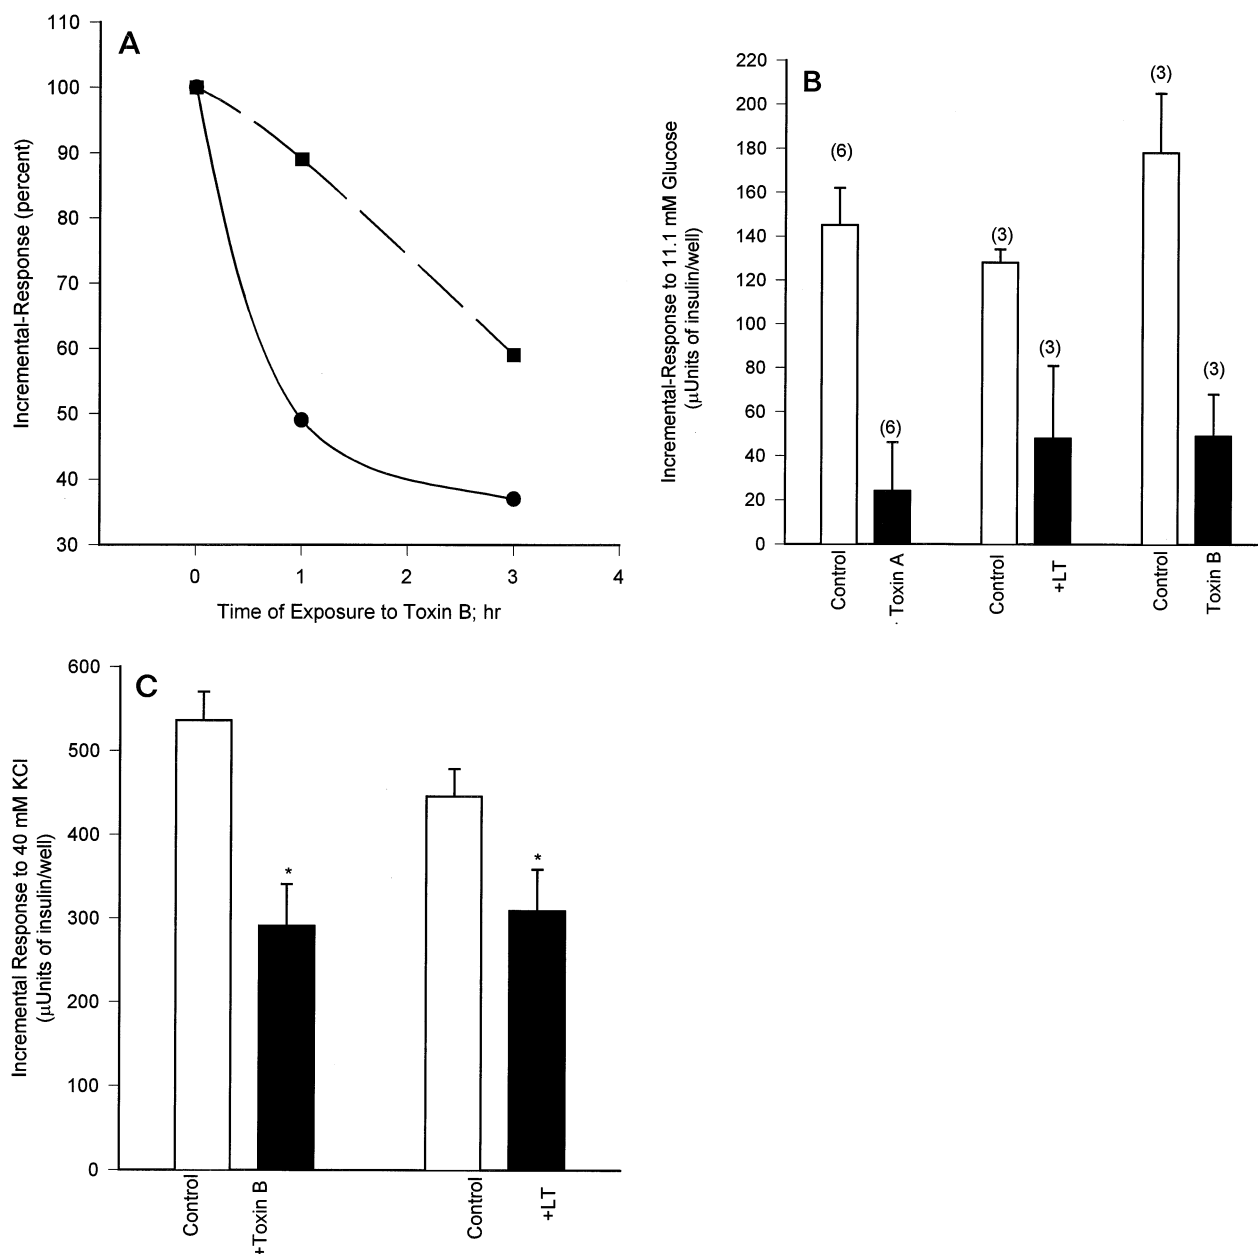 A
110
100
90
80
70
60
50
40
30
0 1 2 3 4
Incremental-Response (percent)
Time of Exposure to Toxin B; hr
B
220
200
180
160
140
120
100
80
60
40
20
0
Incremental-Response to 11.1 mM Glucose
(μUnits of insulin/well)
(6)
(6)
(3)
(3)
(3)
(3)
Control
Toxin A
Control
+LT
Control
Toxin B
C
600
500
400
300
200
100
0
Incremental Response to 40 mM KCl
(μUnits of insulin/well)
*
*
Control
+Toxin B
Control
+LT